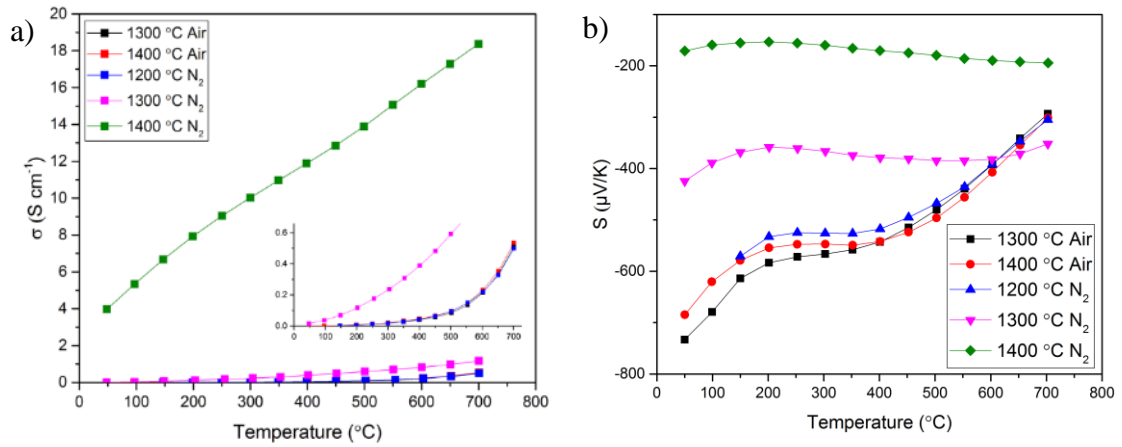 a)
20
18
16
14
12
10
8
6
4
2
0
σ (S cm⁻¹)
1300 °C Air
1400 °C Air
1200 °C N₂
1300 °C N₂
1400 °C N₂
0.6
0.4
0.2
0.0
0 100 200 300 400 500 600 700
0 100 200 300 400 500 600 700 800
Temperature (°C)
b)
-200
-400
-600
-800
S (μV/K)
1300 °C Air
1400 °C Air
1200 °C N₂
1300 °C N₂
1400 °C N₂
0 100 200 300 400 500 600 700 800
Temperature (°C)